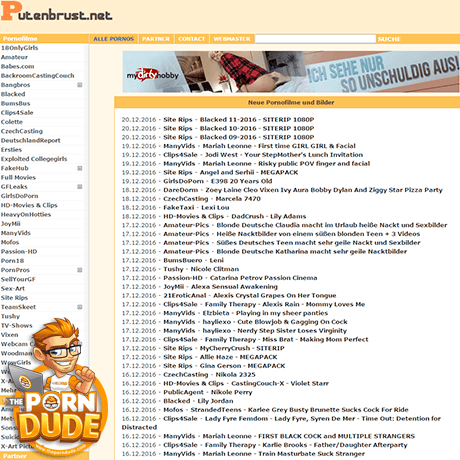 Putenbrust.net
Pornofilme
ALLE PORNOS PARTNER CONTACT WEBMASTER SUCHE
18OnlyGirls
Amateur
Babes.com
BackroomCastingCouch
Bangbros
Blacked
BumsBus
Clips4Sale
Colette
CzechCasting
DeutschlandReport
Ersties
Exploited Collegegirls
FakeHub
Full Movies
GFLeaks
GirlsDoPorn
HD-Movies & Clips
HeavyOnHotties
JoyMii
ManyVids
Mofos
Passion-HD
Porn18
PornPros
SellYourGF
Sex-Art
Site Rips
TeamSkeet
Tushy
TV-Shows
Vixen
Webcam
Woodman
WowGirls
X-Art
Partner
my dirty hobby
ICH SEHE NUR
SO UNSCHULDIG AUS!
Neue Pornofilme und Bilder
20.12.2016 - Site Rips - Blacked 11-2016 - SITERIP 1080P
20.12.2016 - Site Rips - Blacked 10-2016 - SITERIP 1080P
20.12.2016 - Site Rips - Blacked 09-2016 - SITERIP 1080P
19.12.2016 - ManyVids - Mariah Leonne - First time GIRL GIRL & Facial
19.12.2016 - Clips4Sale - Jodi West - Your StepMother's Lunch Invitation
19.12.2016 - ManyVids - Mariah Leonne - Risky public POV finger and facial
19.12.2016 - Site Rips - Angel and Serhii - MEGAPACK
19.12.2016 - GirlsDoPorn - E398 20 Years Old
18.12.2016 - DareDorm - Zoey Laine Cleo Vixen Ivy Aura Bobby Dylan And Ziggy Star Pizza Party
18.12.2016 - CzechCasting - Marcela 7470
18.12.2016 - FakeTaxi - Lexi Lou
18.12.2016 - HD-Movies & Clips - DadCrush - Lily Adams
17.12.2016 - Amateur-Pics - Blonde Deutsche Claudia macht im Urlaub heiße Nackt und Sexbilder
17.12.2016 - Amateur-Pics - Heiße Nacktbilder von einem süßen blonden Teen + 3 Videos
17.12.2016 - Amateur-Pics - Süßes Deutsches Teen macht sehr geile Nackt und Sexbilder
17.12.2016 - Amateur-Pics - Blonde Deutsche Katharina macht sehr geile Nacktbilder
17.12.2016 - BumsBuero - Leni
17.12.2016 - Tushy - Nicole Clitman
17.12.2016 - Passion-HD - Catarina Petrov Passion Cinema
17.12.2016 - JoyMii - Alexa Sensual Awakening
17.12.2016 - 21EroticAnal - Alexis Crystal Grapes On Her Tongue
17.12.2016 - Clips4Sale - Family Therapy - Alexis Rain - Mommy Loves Me
17.12.2016 - ManyVids - Elzbieta - Playing in my sheer panties
17.12.2016 - ManyVids - hayliexo - Cute Blowjob & Gagging On Cock
17.12.2016 - ManyVids - hayliexo - Nerdy Step Sister Loses Virginity
17.12.2016 - Clips4Sale - Family Therapy - Miss Brat - Making Mom Perfect
17.12.2016 - Site Rips - MyCherryCrush - SITERIP
17.12.2016 - Site Rips - Allie Haze - MEGAPACK
17.12.2016 - Site Rips - Gina Gerson - MEGAPACK
16.12.2016 - CzechCasting - Nikola 2325
16.12.2016 - HD-Movies & Clips - CastingCouch-X - Violet Starr
16.12.2016 - PublicAgent - Nikole Perry
16.12.2016 - Blacked - Lily Jordan
16.12.2016 - Mofos - StrandedTeens - Karlee Grey Busty Brunette Sucks Cock For Ride
16.12.2016 - Clips4Sale - Lady Fyre Femdom - Lady Fyre, Syren De Mer - Time Out: Detention for
Distracted
16.12.2016 - ManyVids - Mariah Leonne - FIRST BLACK COCK and MULTIPLE STRANGERS
16.12.2016 - Clips4Sale - Family Therapy - Karlie Brooks - Father/Daughter Afterparty
16.12.2016 - ManyVids - Mariah Leonne - Train Masturbate Suck Stranger
THE
PORN
DUDE